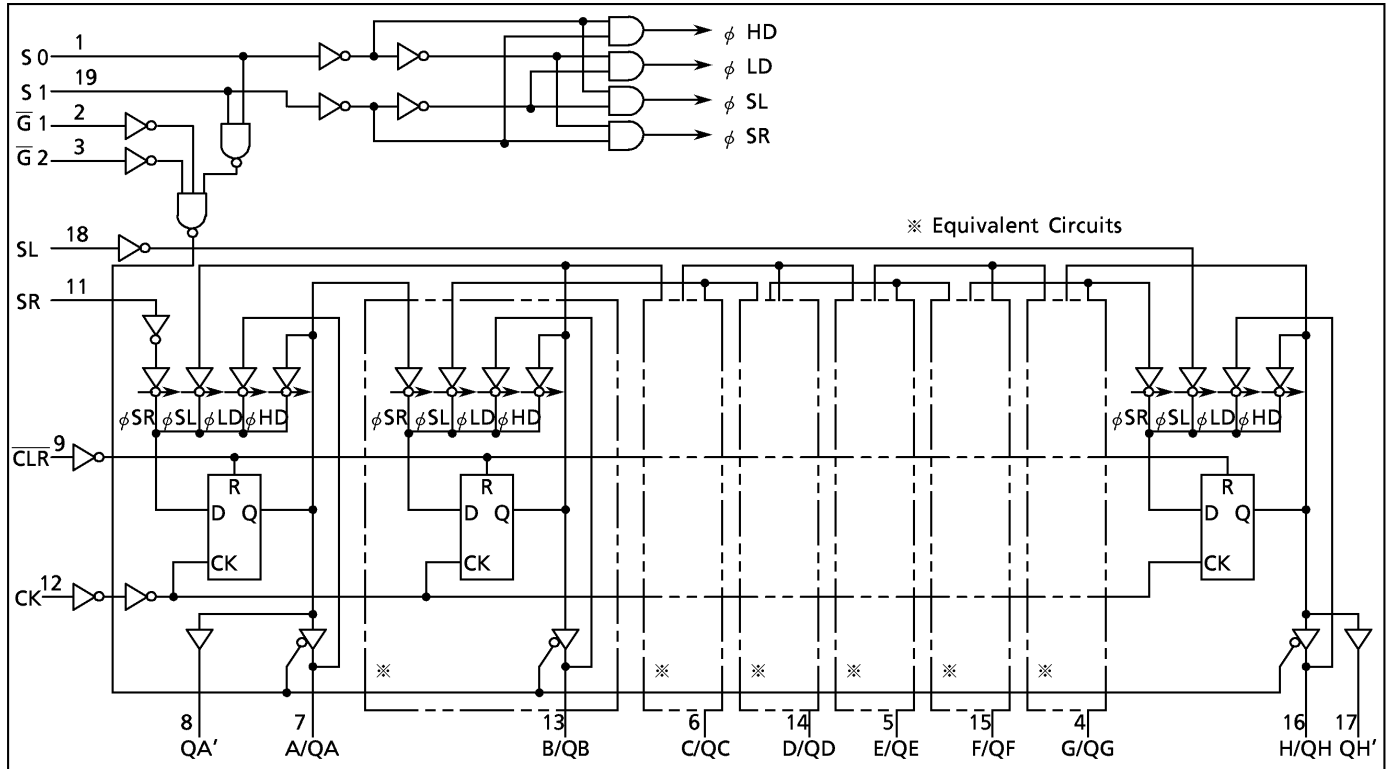 S 0 1
S 1 19
G̅ 1 2
G̅ 2 3
ϕ HD
ϕ LD
ϕ SL
ϕ SR
※ Equivalent Circuits
SL 18
SR 11
ϕSR ϕSL ϕLD ϕHD
ϕSR ϕSL ϕLD ϕHD
ϕSR ϕSL ϕLD ϕHD
C̅L̅R̅ 9
R
D Q
CK
R
D Q
CK
R
D Q
CK
CK 12
※ ※ ※ ※ ※ ※
8 7 13 6 14 5 15 4 16 17
QA′ A/QA B/QB C/QC D/QD E/QE F/QF G/QG H/QH QH′